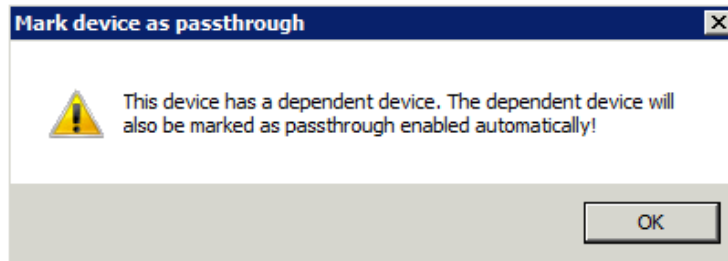 Mark device as passthrough
This device has a dependent device. The dependent device will
also be marked as passthrough enabled automatically!
OK